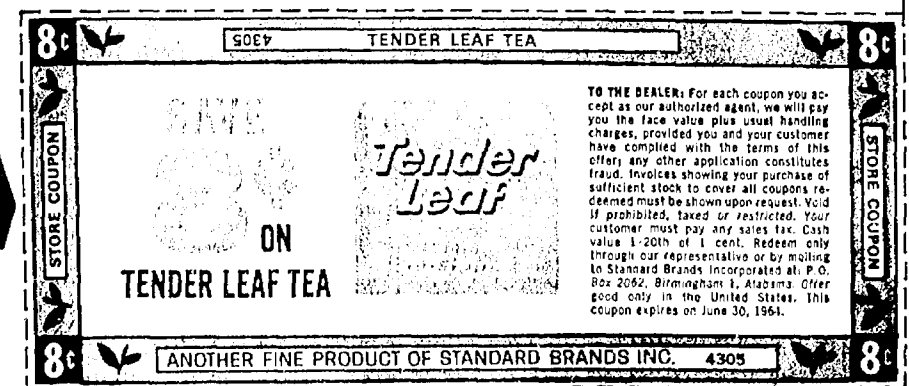 8¢
4305 TENDER LEAF TEA
8¢
STORE COUPON
SAVE
8¢
ON
TENDER LEAF TEA
Tender
Leaf
TO THE DEALER: For each coupon you ac-
cept as our authorized agent, we will pay
you the face value plus usual handling
charges, provided you and your customer
have complied with the terms of this
offer; any other application constitutes
fraud. Invoices showing your purchase of
sufficient stock to cover all coupons re-
deemed must be shown upon request. Void
if prohibited, taxed or restricted. Your
customer must pay any sales tax. Cash
value 1-20th of 1 cent. Redeem only
through our representative or by mailing
to Standard Brands Incorporated at: P.O.
Box 2062, Birmingham 1, Alabama. Offer
good only in the United States. This
coupon expires on June 30, 1964.
STORE COUPON
8¢
ANOTHER FINE PRODUCT OF STANDARD BRANDS INC. 4305
8¢